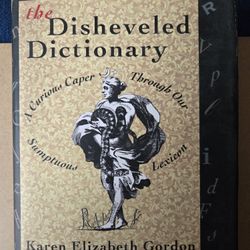 the
Disheveled
Dictionary
A Curious Caper Through Our
Sumptuous Lexicon
Karen Elizabeth Gordon